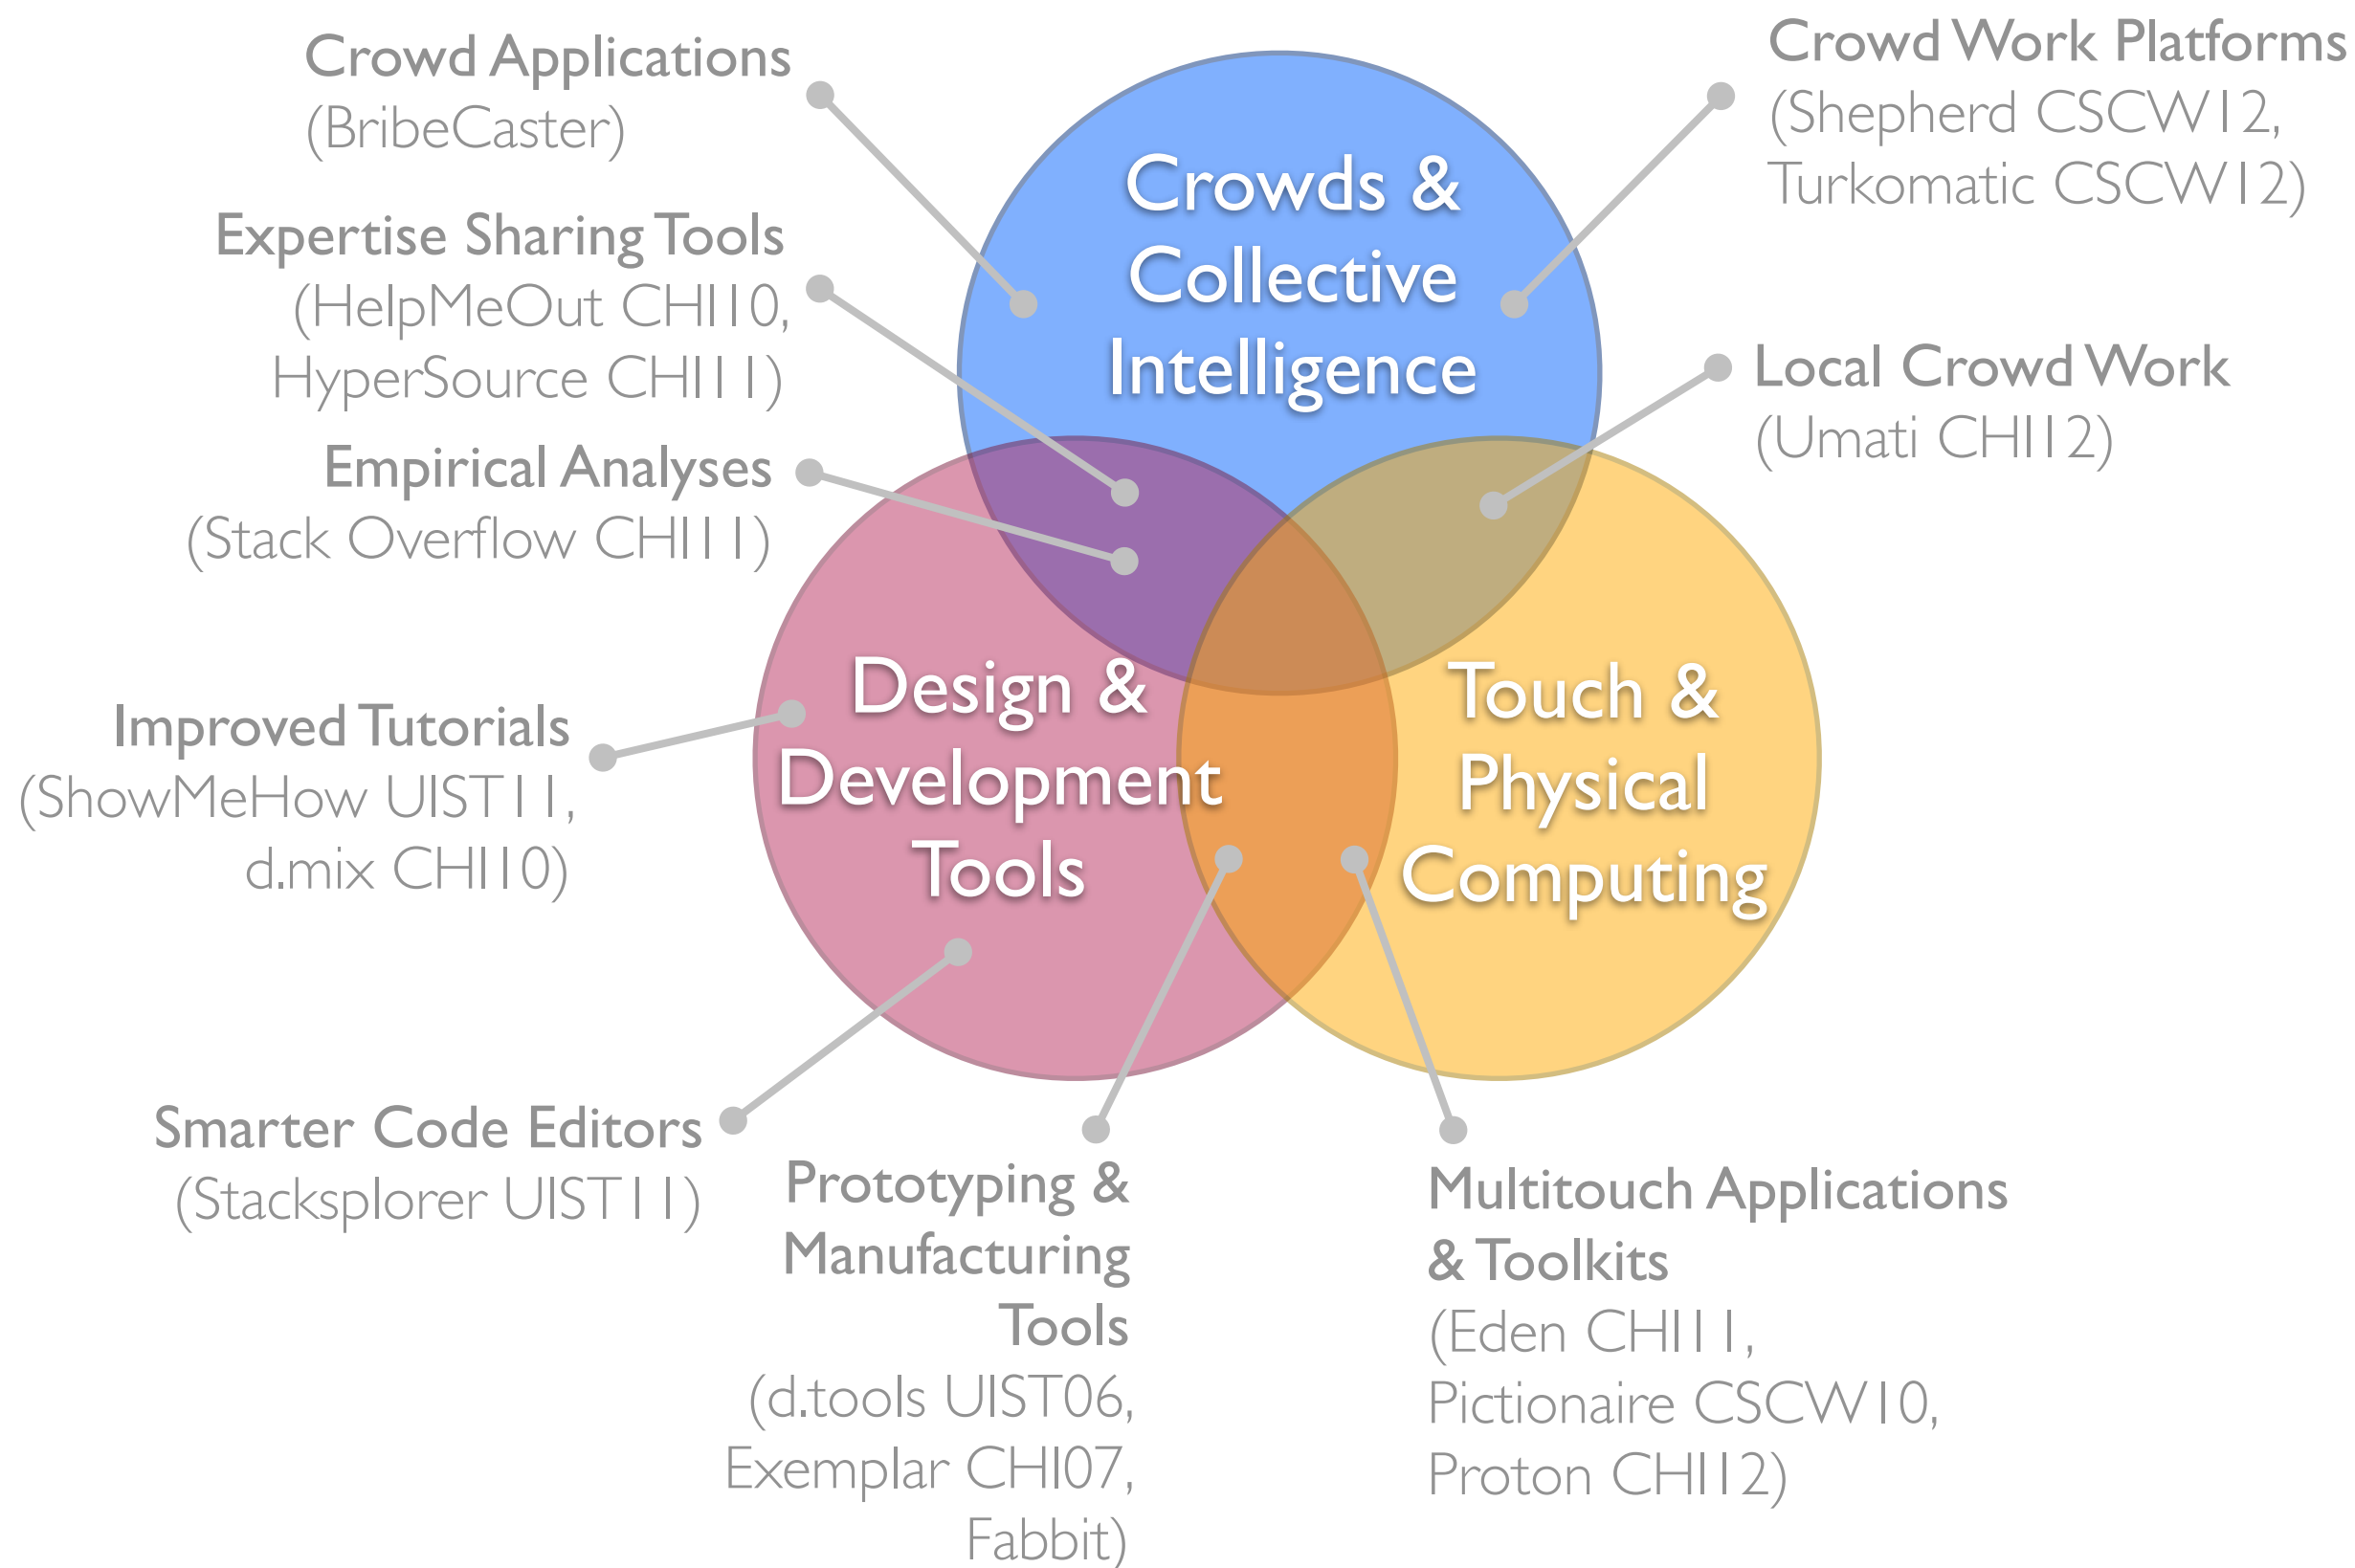 Crowd Applications
(BribeCaster)
Expertise Sharing Tools
(HelpMeOut CHI10,
HyperSource CHI11)
Empirical Analyses
(Stack Overflow CHI11)
Improved Tutorials
(ShowMeHow UIST11,
d.mix CHI10)
Smarter Code Editors
(Stacksplorer UIST11)
Crowds &
Collective
Intelligence
Design &
Development
Tools
Touch &
Physical
Computing
Crowd Work Platforms
(Shepherd CSCW12,
Turkomatic CSCW12)
Local Crowd Work
(Umati CHI12)
Prototyping &
Manufacturing
Tools
(d.tools UIST06,
Exemplar CHI07,
Fabbit)
Multitouch Applications
& Toolkits
(Eden CHI11,
Pictionaire CSCW10,
Proton CHI12)